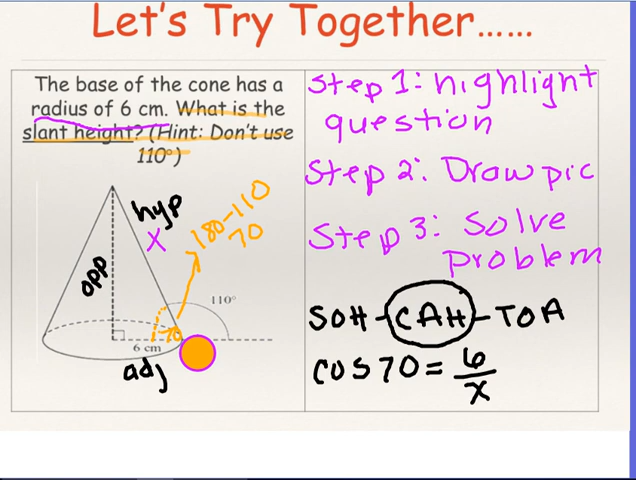 Let's Try Together......
The base of the cone has a
radius of 6 cm. What is the
slant height? (Hint: Don't use
110°)
hyp
x
180-110
70
opp
110°
70
6 cm
adj
Step 1: highlight
question
Step 2: Draw pic
Step 3: Solve
problem
SOH-CAH-TOA
cos70 = 6
x